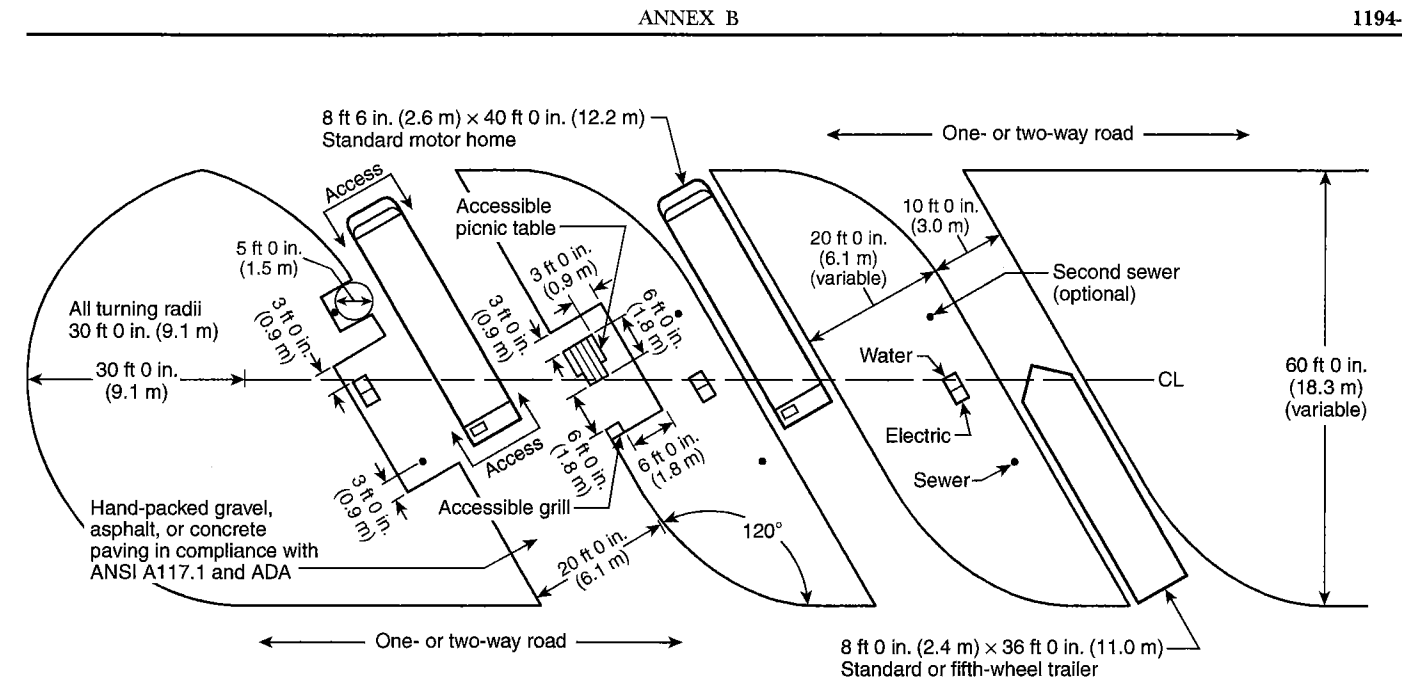 ANNEX B
1194-
8 ft 6 in. (2.6 m) × 40 ft 0 in. (12.2 m)
Standard motor home
One- or two-way road
Access
Accessible
picnic table
10 ft 0 in.
(3.0 m)
20 ft 0 in.
(6.1 m)
(variable)
5 ft 0 in.
(1.5 m)
3 ft 0 in.
(0.9 m)
Second sewer
(optional)
All turning radii
30 ft 0 in. (9.1 m)
3 ft 0 in.
(0.9 m)
3 ft 0 in.
(0.9 m)
6 ft 0 in.
(1.8 m)
Water
30 ft 0 in.
(9.1 m)
CL
60 ft 0 in.
(18.3 m)
(variable)
Electric
Access
6 ft 0 in.
(1.8 m)
6 ft 0 in.
(1.8 m)
Sewer
3 ft 0 in.
(0.9 m)
Accessible grill
Hand-packed gravel,
asphalt, or concrete
paving in compliance with
ANSI A117.1 and ADA
120°
20 ft 0 in.
(6.1 m)
One- or two-way road
8 ft 0 in. (2.4 m) × 36 ft 0 in. (11.0 m)
Standard or fifth-wheel trailer